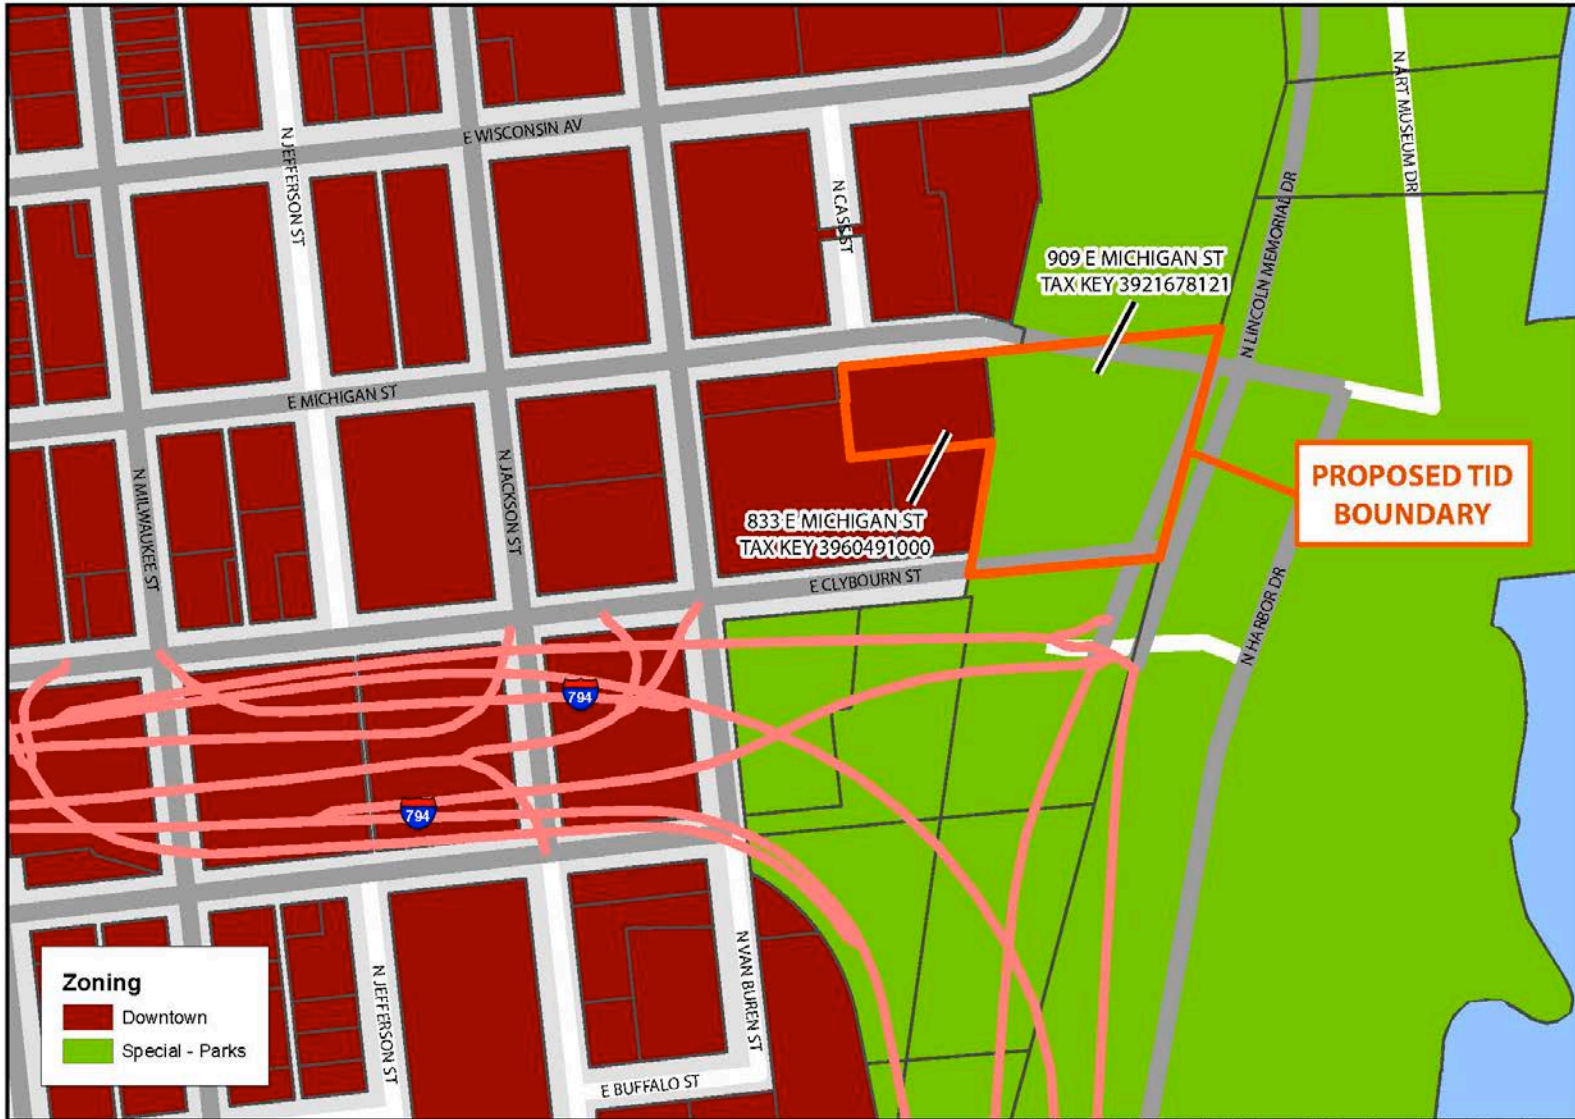 E WISCONSIN AV
N JEFFERSON ST
N CASS ST
N ART MUSEUM DR
N LINCOLN MEMORIAL DR
909 E MICHIGAN ST
TAX KEY 3921678121
E MICHIGAN ST
N MILWAUKEE ST
N JACKSON ST
833 E MICHIGAN ST
TAX KEY 3960491000
PROPOSED TID
BOUNDARY
E CLYBOURN ST
N HARBOR DR
794
794
N JEFFERSON ST
N VAN BUREN ST
E BUFFALO ST
Zoning
Downtown
Special - Parks